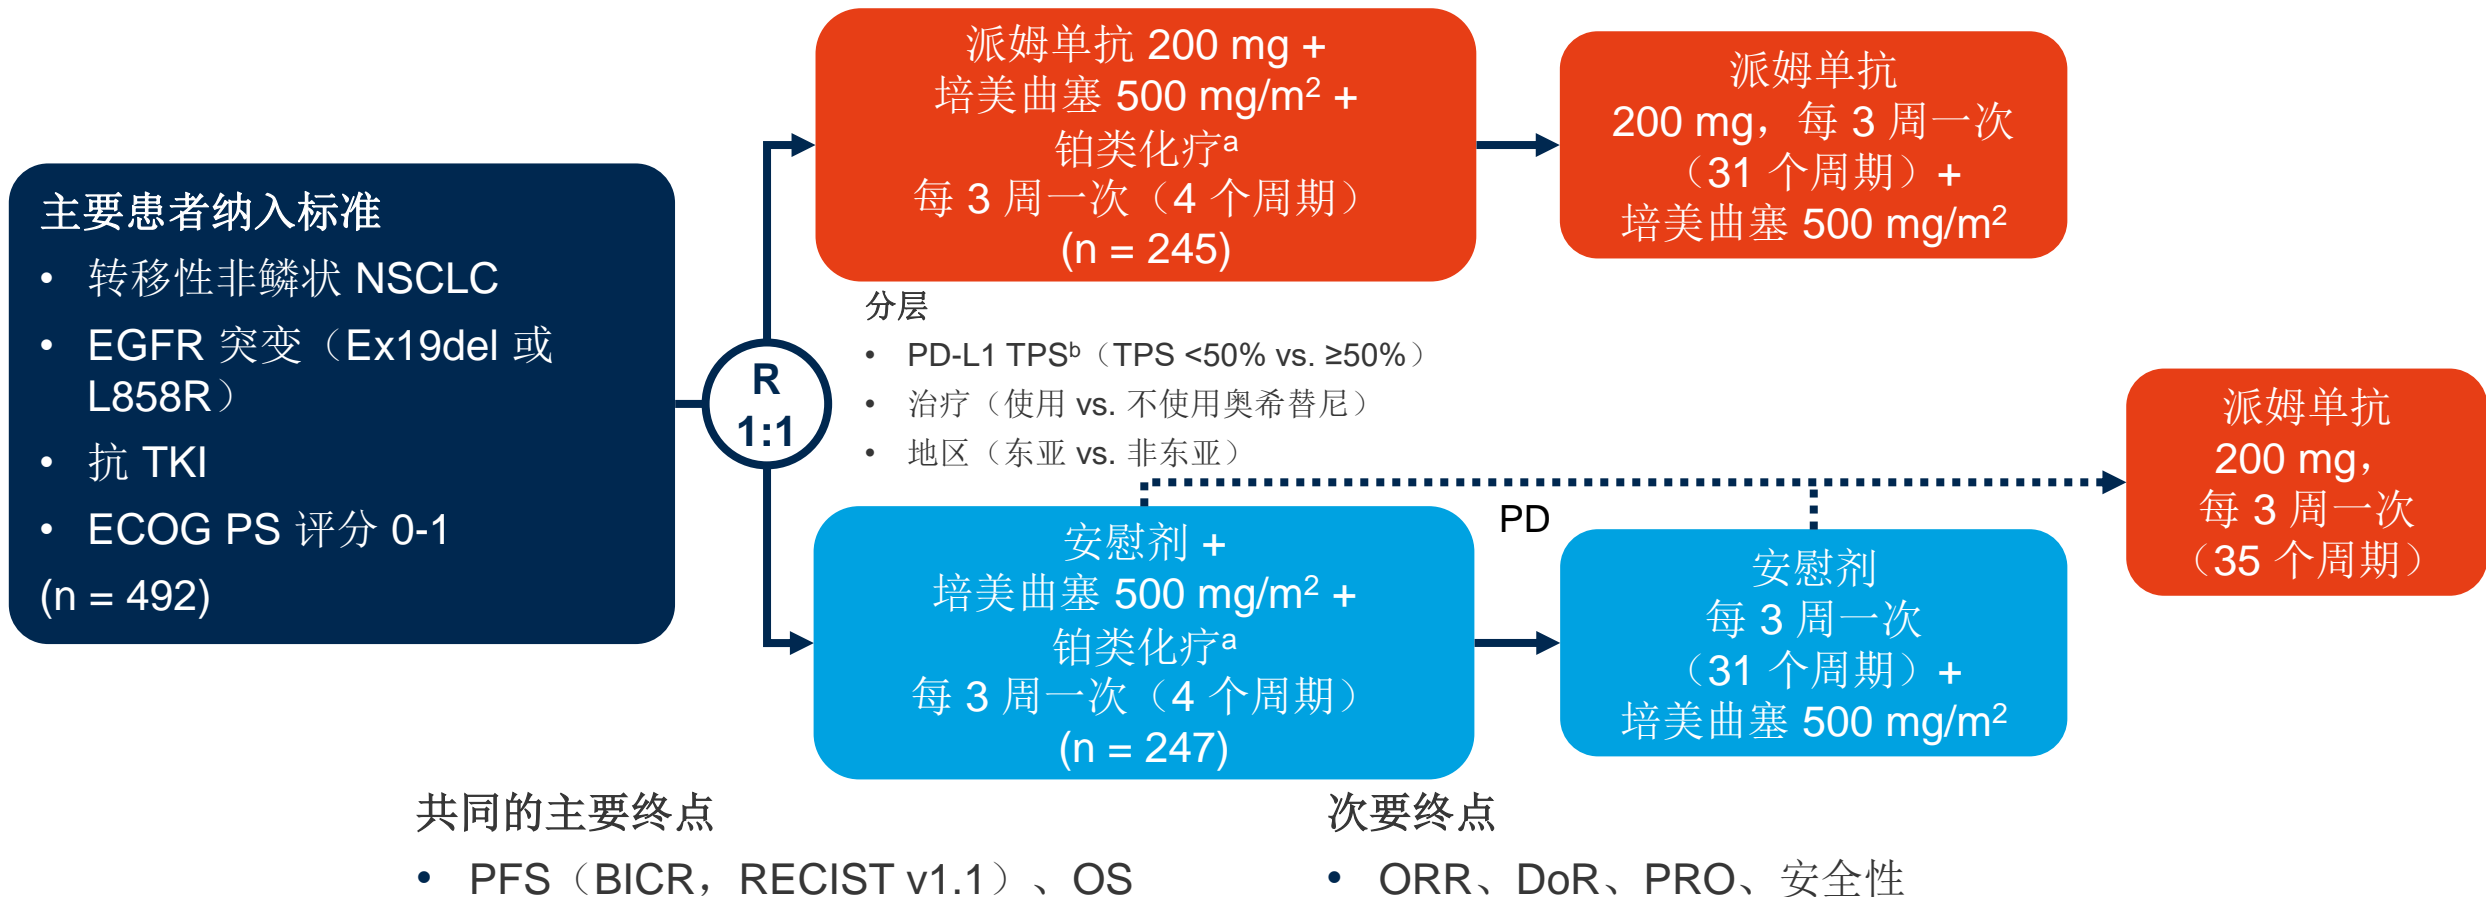 主要患者纳入标准
• 转移性非鳞状 NSCLC
• EGFR 突变（Ex19del 或
L858R）
• 抗 TKI
• ECOG PS 评分 0-1
(n = 492)
R
1:1
派姆单抗 200 mg +
培美曲塞 500 mg/m² +
铂类化疗ᵃ
每 3 周一次（4 个周期）
(n = 245)
派姆单抗
200 mg，每 3 周一次
（31 个周期）+
培美曲塞 500 mg/m²
分层
• PD-L1 TPSᵇ（TPS <50% vs. ≥50%）
• 治疗（使用 vs. 不使用奥希替尼）
• 地区（东亚 vs. 非东亚）
安慰剂 +
培美曲塞 500 mg/m² +
铂类化疗ᵃ
每 3 周一次（4 个周期）
(n = 247)
PD
安慰剂
每 3 周一次
（31 个周期）+
培美曲塞 500 mg/m²
派姆单抗
200 mg，
每 3 周一次
（35 个周期）
共同的主要终点
• PFS（BICR，RECIST v1.1）、OS
次要终点
• ORR、DoR、PRO、安全性